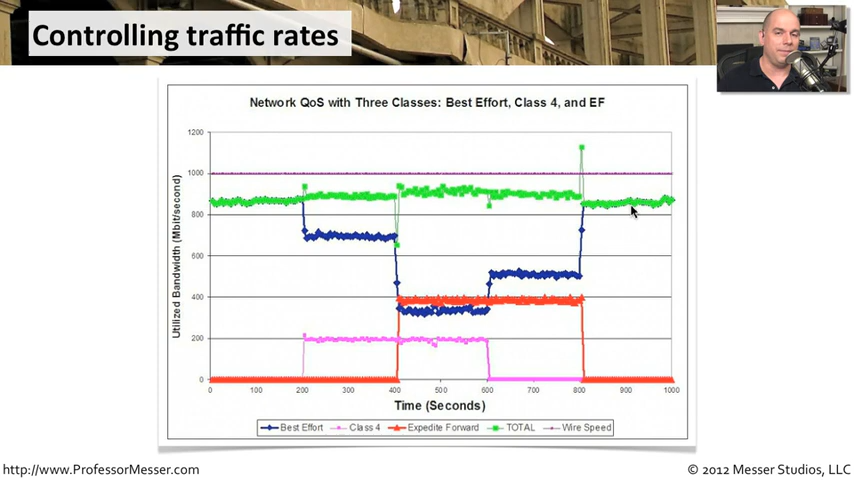 Controlling traffic rates
Network QoS with Three Classes: Best Effort, Class 4, and EF
Utilized Bandwidth (Mbit/second)
1200
1000
800
600
400
200
0
0 100 200 300 400 500 600 700 800 900 1000
Time (Seconds)
Best Effort Class 4 Expedite Forward TOTAL Wire Speed
http://www.ProfessorMesser.com
© 2012 Messer Studios, LLC